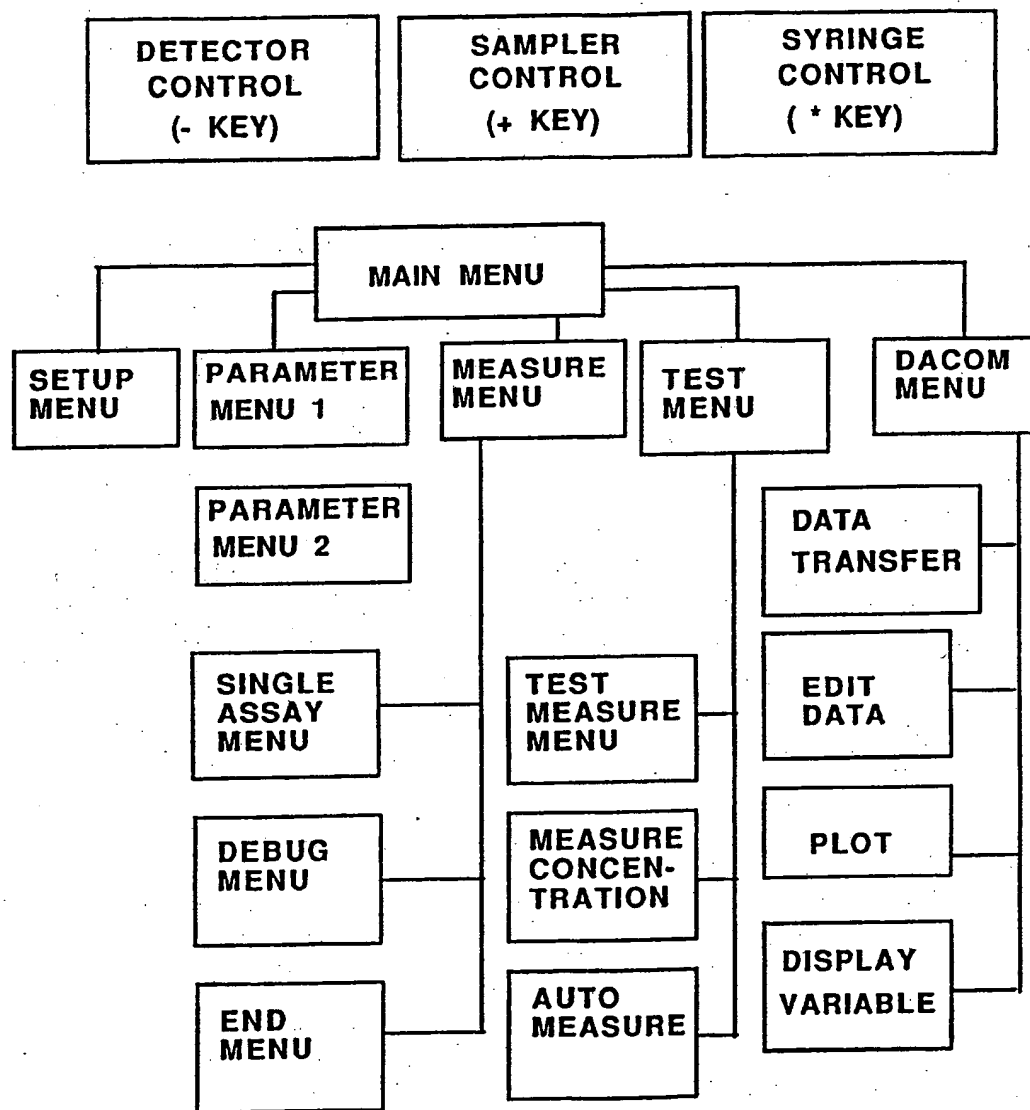 DETECTOR
CONTROL
(- KEY)
SAMPLER
CONTROL
(+ KEY)
SYRINGE
CONTROL
( * KEY)
MAIN MENU
SETUP
MENU
PARAMETER
MENU 1
MEASURE
MENU
TEST
MENU
DACOM
MENU
PARAMETER
MENU 2
DATA
TRANSFER
SINGLE
ASSAY
MENU
TEST
MEASURE
MENU
EDIT
DATA
DEBUG
MENU
MEASURE
CONCEN-
TRATION
PLOT
END
MENU
AUTO
MEASURE
DISPLAY
VARIABLE